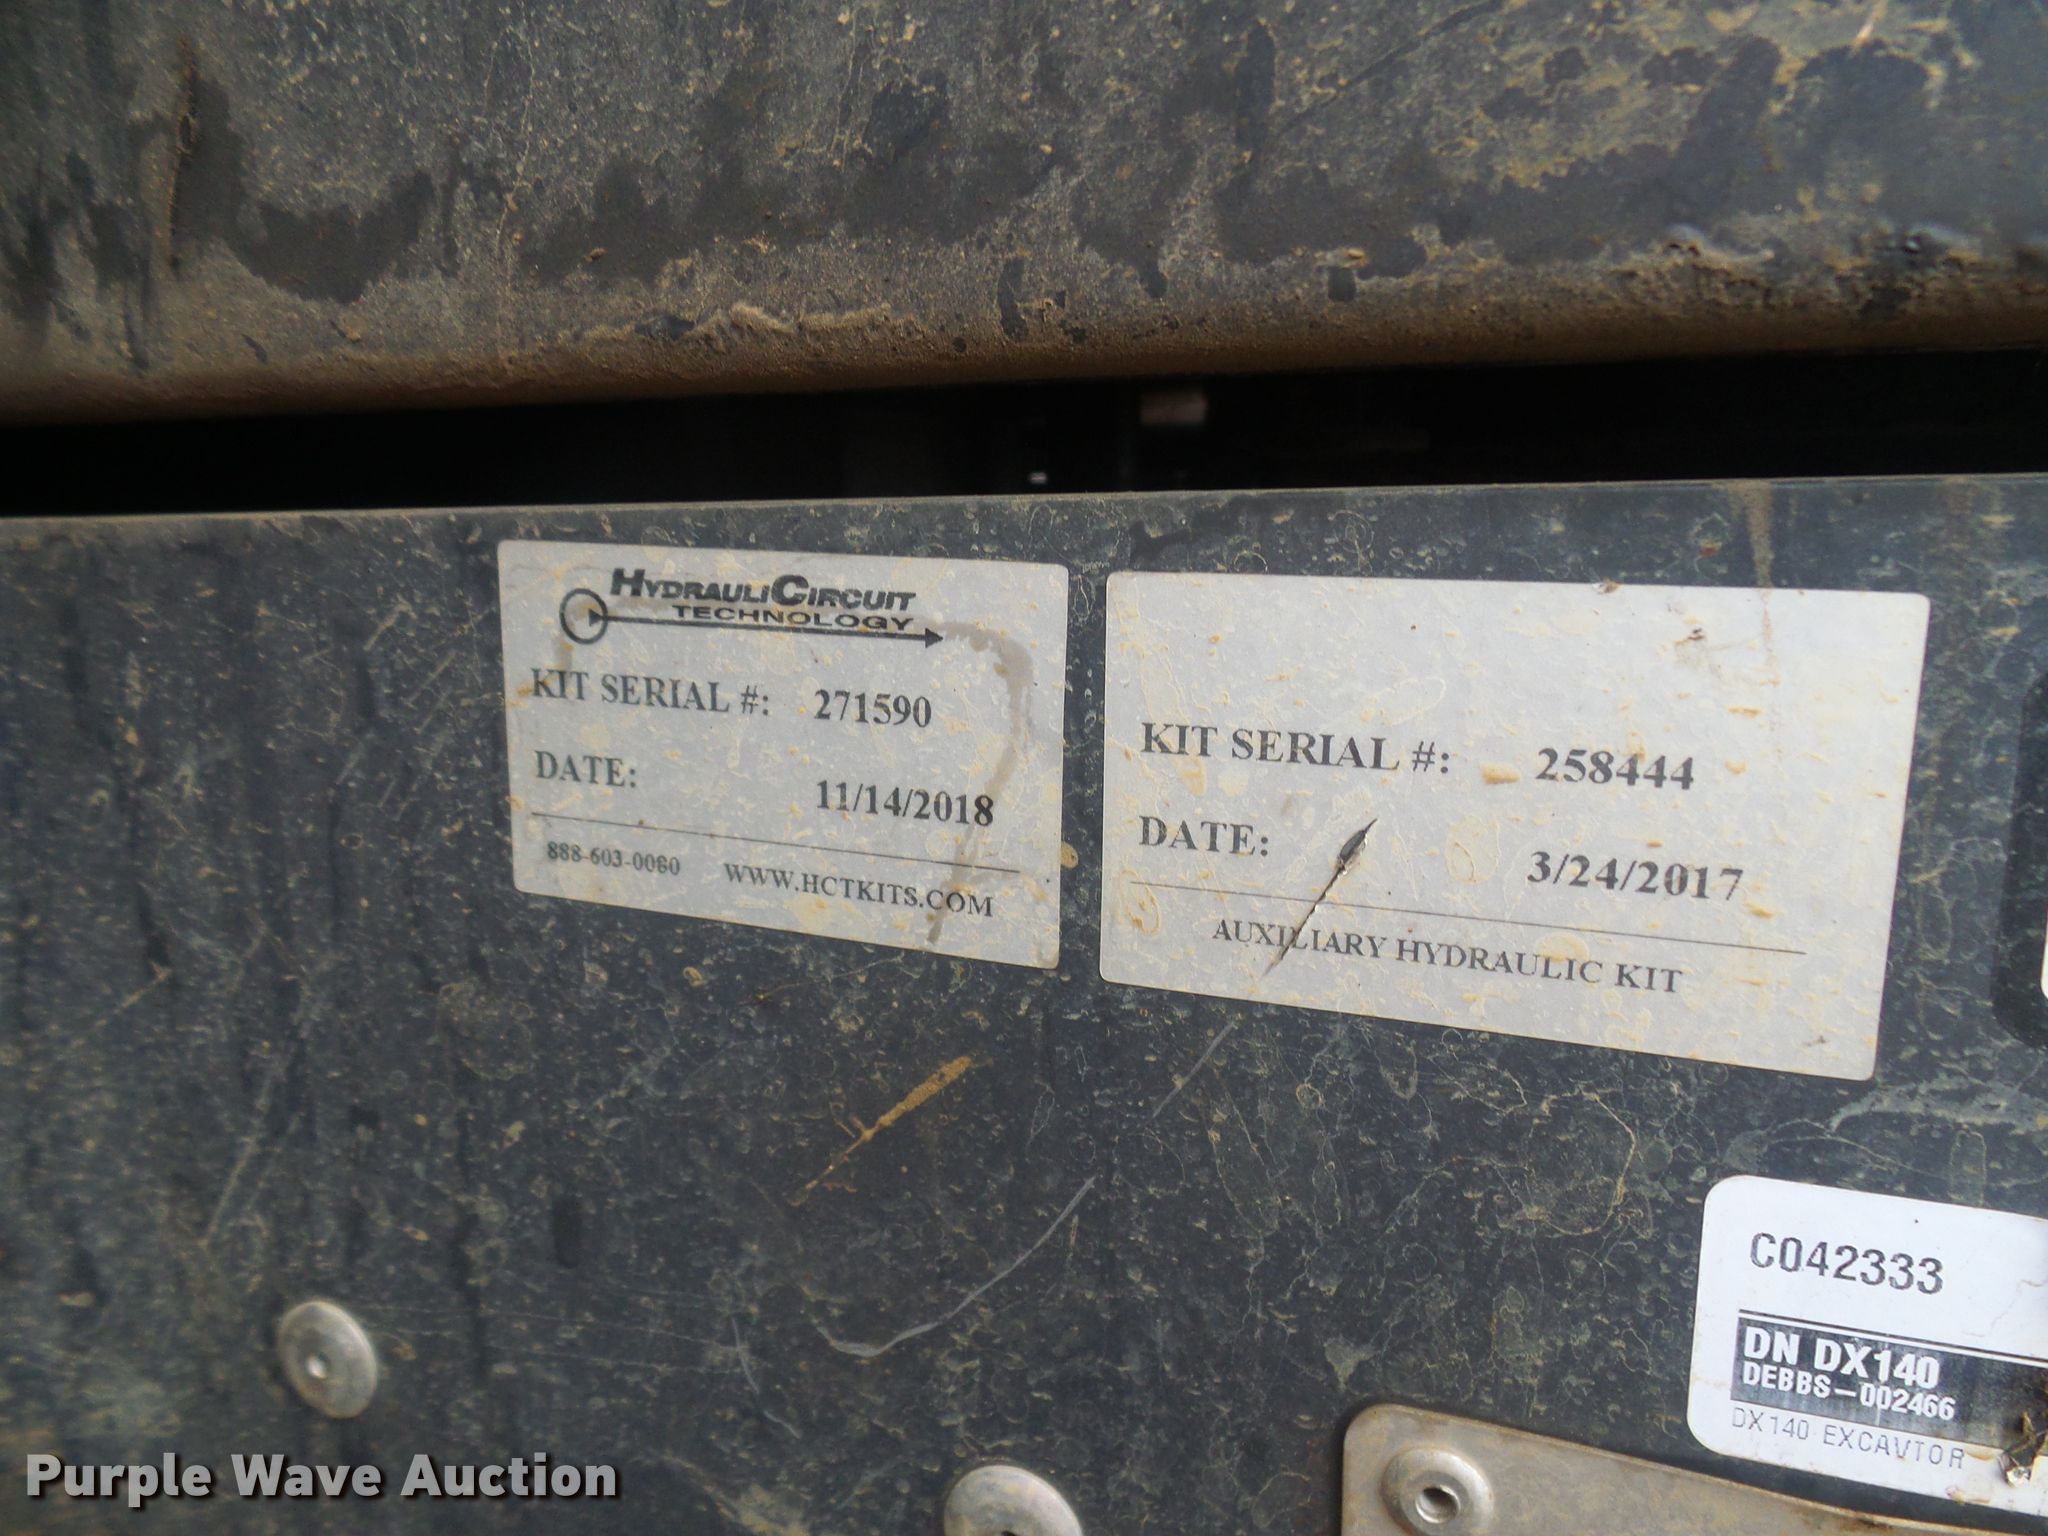 HYDRAULICIRCUIT
TECHNOLOGY
KIT SERIAL #: 271590
DATE: 11/14/2018
888-603-0080 WWW.HCTKITS.COM
KIT SERIAL #: 258444
DATE: 3/24/2017
AUXILIARY HYDRAULIC KIT
C042333
DN DX140
DEBBS-002466
DX140 EXCAVTOR
Purple Wave Auction